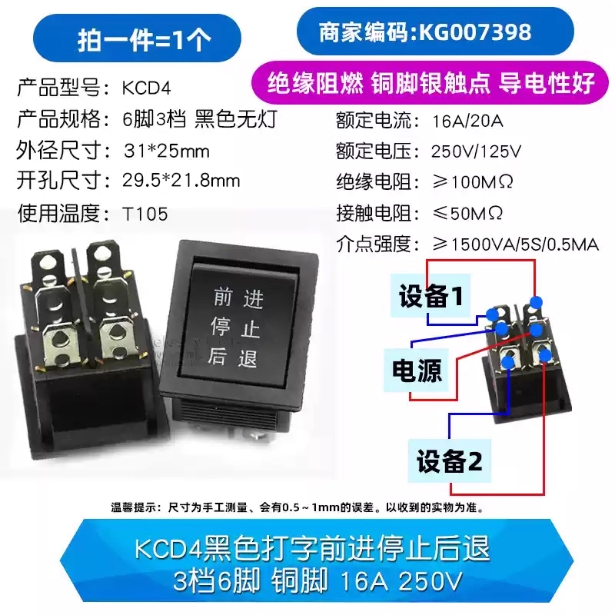 拍一件=1个
商家编码:KG007398
产品型号: KCD4
绝缘阻燃 铜脚银触点 导电性好
产品规格: 6脚3档 黑色无灯
额定电流: 16A/20A
外径尺寸: 31*25mm
额定电压: 250V/125V
开孔尺寸: 29.5*21.8mm
绝缘电阻: ≥100MΩ
使用温度: T105
接触电阻: ≤50MΩ
介点强度: ≥1500VA/5S/0.5MA
前进
停止
后退
设备1
电源
设备2
温馨提示: 尺寸为手工测量、会有0.5~1mm的误差。以收到的实物为准。
KCD4黑色打字前进停止后退
3档6脚 铜脚 16A 250V